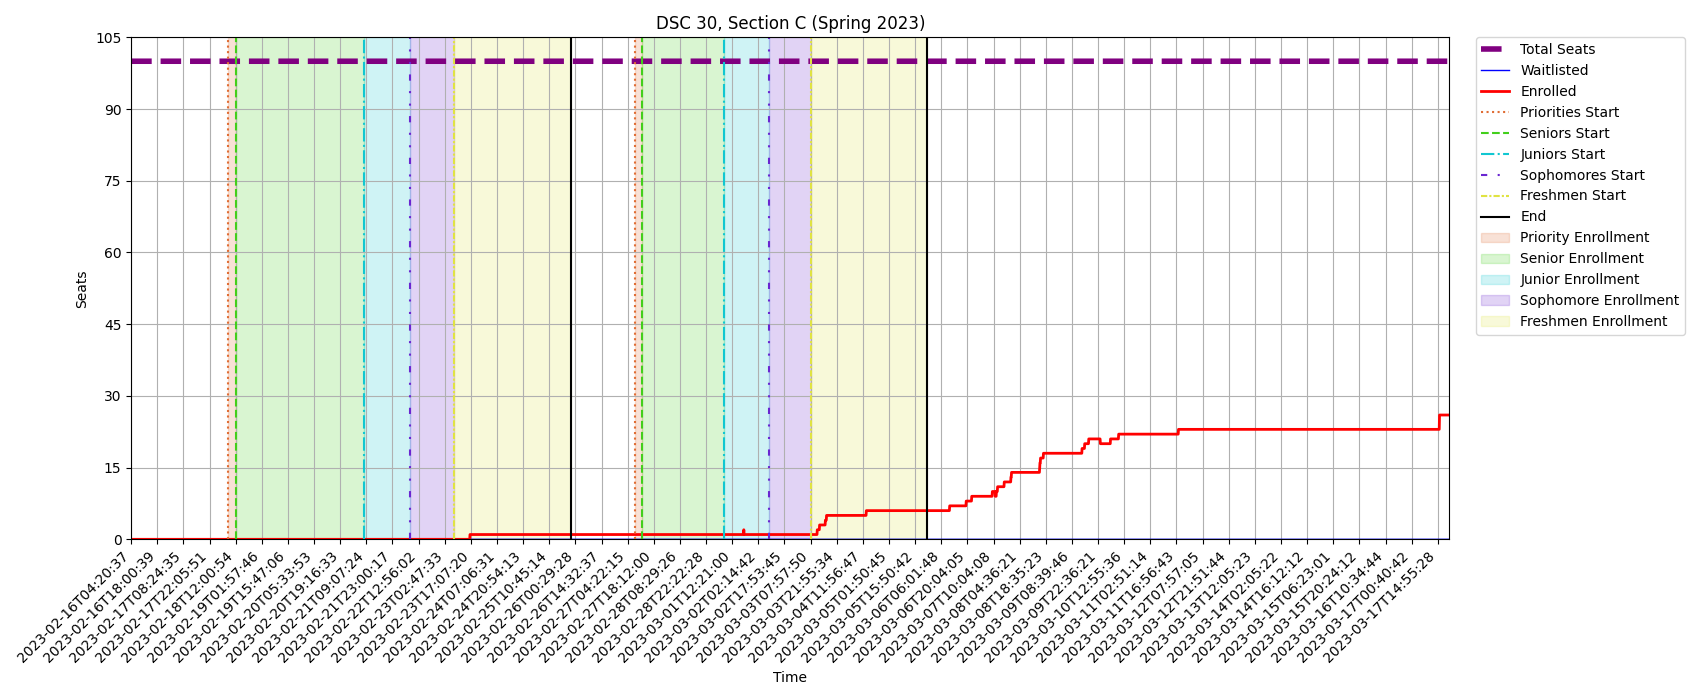 DSC 30, Section C (Spring 2023)
105
90
75
60
45
30
15
0
Seats
Total Seats
Waitlisted
Enrolled
Priorities Start
Seniors Start
Juniors Start
Sophomores Start
Freshmen Start
End
Priority Enrollment
Senior Enrollment
Junior Enrollment
Sophomore Enrollment
Freshmen Enrollment
2023-02-16T04:20:37
2023-02-16T18:00:39
2023-02-17T08:24:35
2023-02-17T22:05:51
2023-02-18T12:00:54
2023-02-19T01:57:46
2023-02-19T15:47:06
2023-02-20T05:33:53
2023-02-20T19:16:33
2023-02-21T09:07:24
2023-02-21T23:00:17
2023-02-22T12:56:02
2023-02-23T02:47:33
2023-02-23T17:07:20
2023-02-24T07:06:31
2023-02-24T20:54:13
2023-02-25T10:45:14
2023-02-26T00:29:28
2023-02-26T14:32:37
2023-02-27T04:22:15
2023-02-27T18:12:00
2023-02-28T08:29:26
2023-02-28T22:22:28
2023-03-01T12:21:00
2023-03-02T02:14:42
2023-03-02T17:53:45
2023-03-03T07:57:50
2023-03-03T21:55:34
2023-03-04T11:56:47
2023-03-05T01:50:45
2023-03-05T15:50:42
2023-03-06T06:01:48
2023-03-06T20:04:05
2023-03-07T10:04:08
2023-03-08T04:36:21
2023-03-08T18:35:23
2023-03-09T08:39:46
2023-03-09T22:36:21
2023-03-10T12:55:36
2023-03-11T02:51:14
2023-03-11T16:56:43
2023-03-12T07:57:05
2023-03-12T21:51:44
2023-03-13T12:05:23
2023-03-14T02:05:22
2023-03-14T16:12:12
2023-03-15T06:23:01
2023-03-15T20:24:12
2023-03-16T10:34:44
2023-03-17T00:40:42
2023-03-17T14:55:28
Time